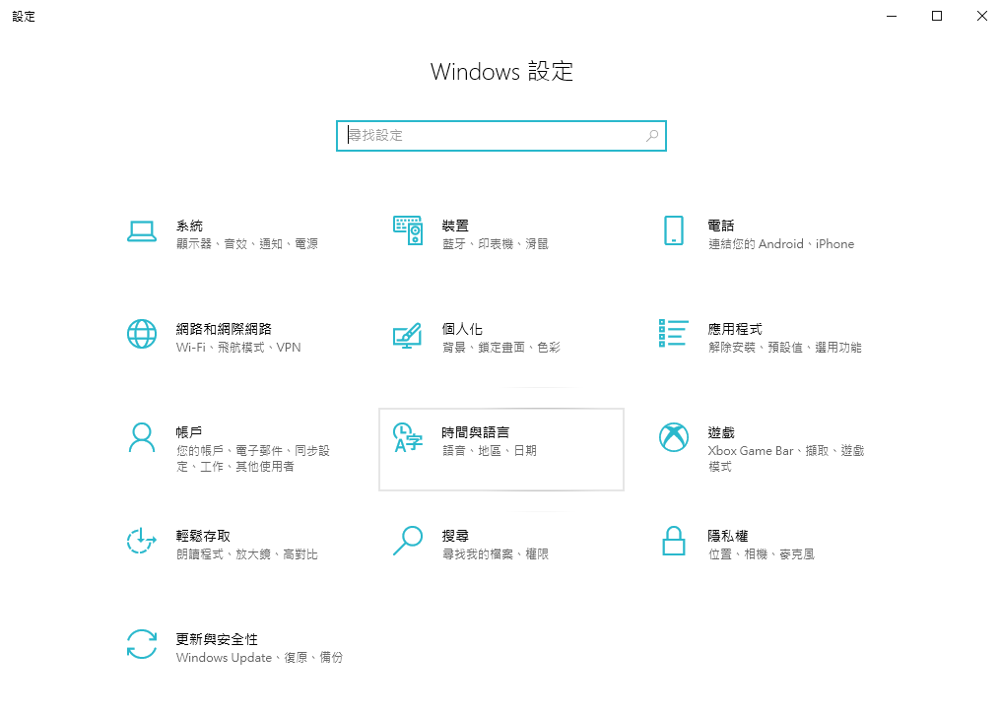 設定
Windows 設定
尋找設定
系統
顯示器、音效、通知、電源
裝置
藍牙、印表機、滑鼠
電話
連結您的 Android、iPhone
網路和網際網路
Wi-Fi、飛航模式、VPN
個人化
背景、鎖定畫面、色彩
應用程式
解除安裝、預設值、選用功能
帳戶
您的帳戶、電子郵件、同步設
定、工作、其他使用者
時間與語言
語音、地區、日期
遊戲
Xbox Game Bar、擷取、遊戲
模式
輕鬆存取
朗讀程式、放大鏡、高對比
搜尋
尋找我的檔案、權限
隱私權
位置、相機、麥克風
更新與安全性
Windows Update、復原、備份